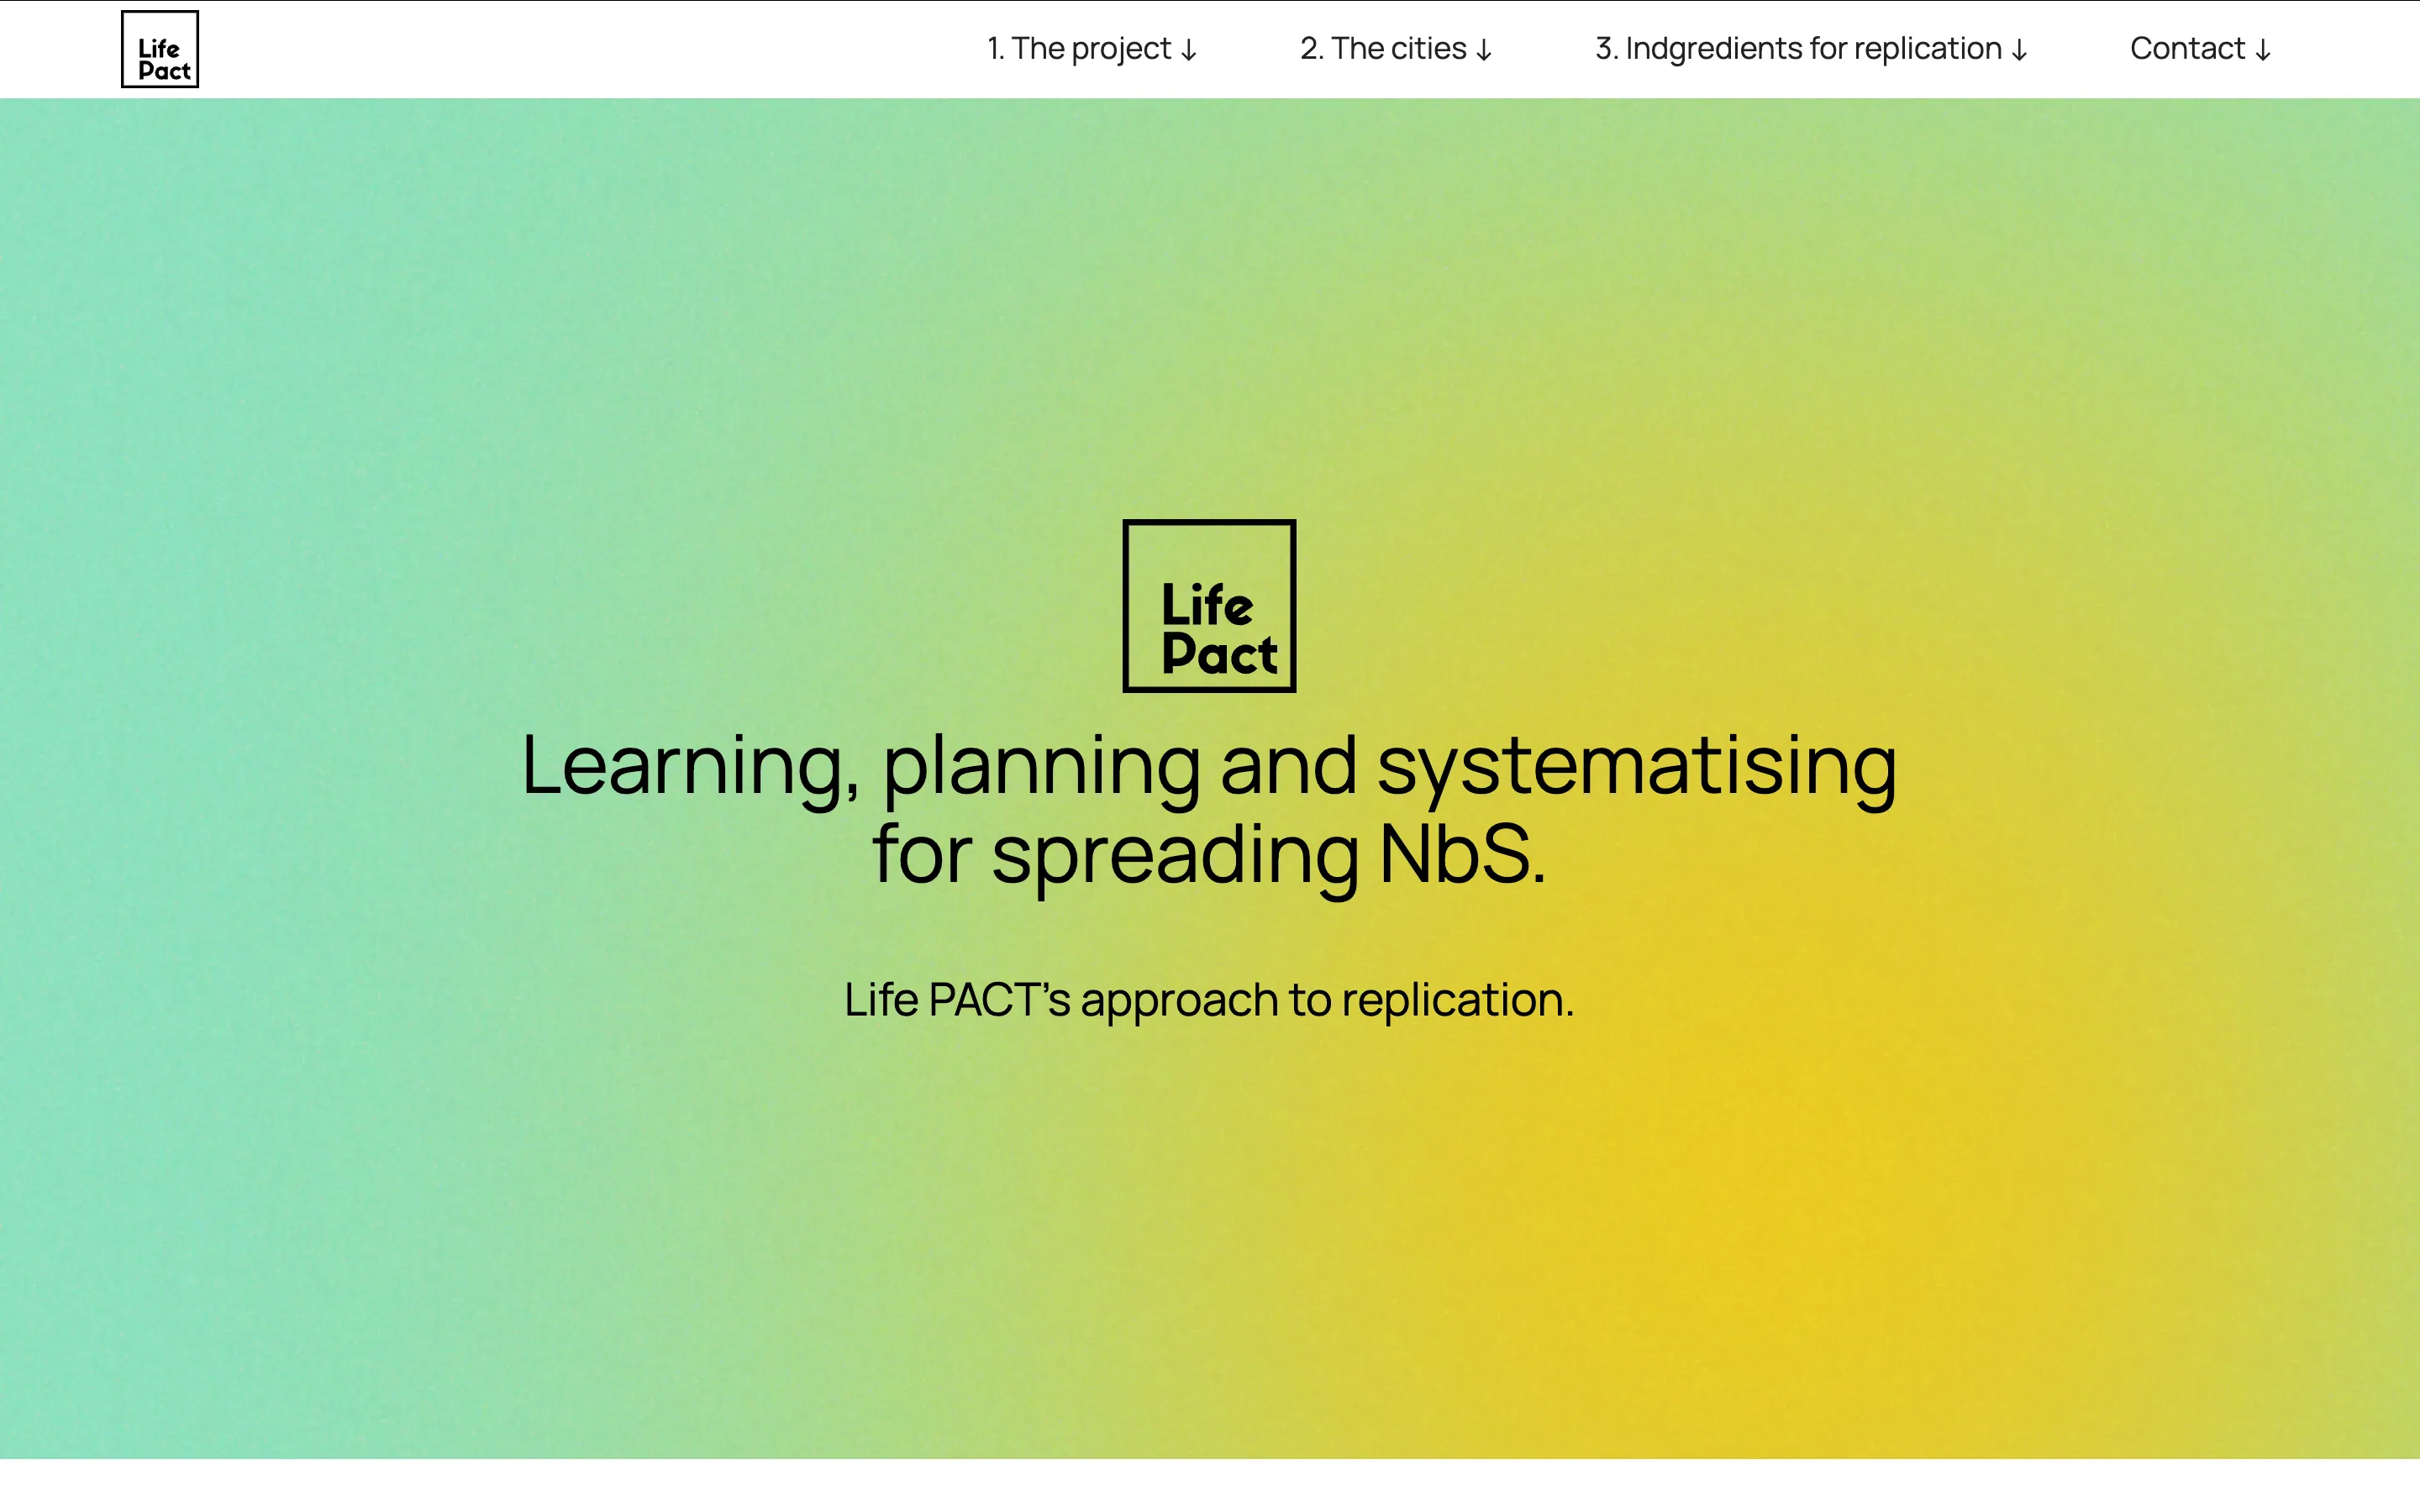 Life
Pact
1. The project ↓
2. The cities ↓
3. Indgredients for replication ↓
Contact ↓
Life
Pact
Learning, planning and systematising
for spreading NbS.
Life PACT’s approach to replication.